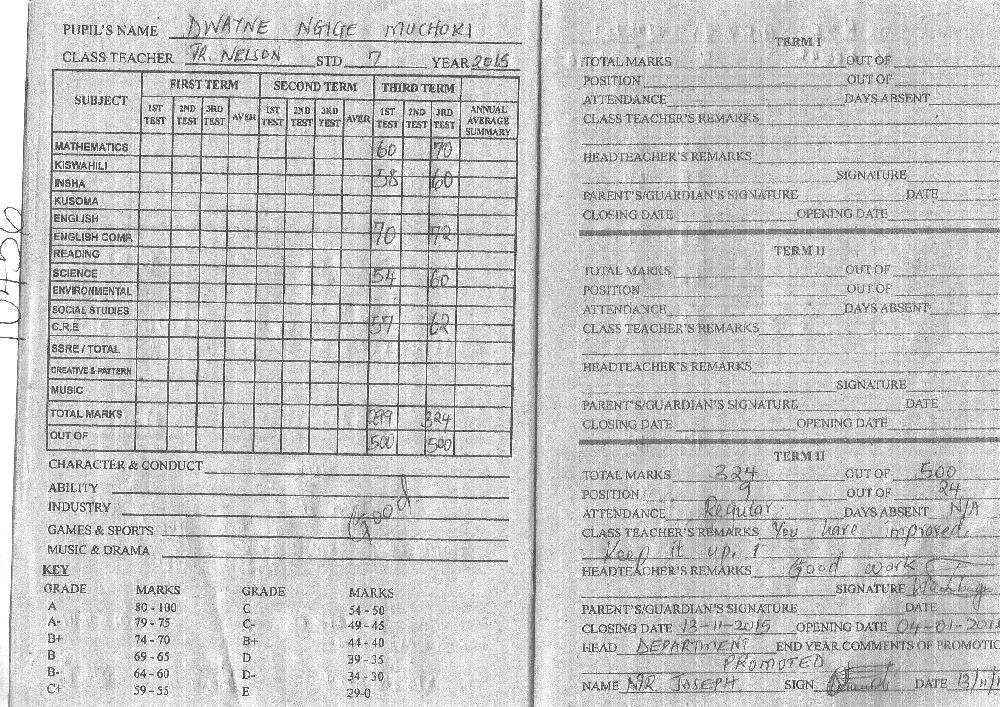 PUPIL'S NAME DWAYNE NGIGE MUCHORI
CLASS TEACHER TR. NELSON STD. 7 YEAR 2015
SUBJECT FIRST TERM SECOND TERM THIRD TERM ANNUAL AVERAGE SUMMARY
1ST TEST 2ND TEST 3RD TEST AVER 1ST TEST 2ND TEST 3RD TEST AVER 1ST TEST 2ND TEST 3RD TEST
MATHEMATICS 60 70
KISWAHILI
INSHA 58 60
KUSOMA
ENGLISH
ENGLISH COMP. 70 72
READING
SCIENCE 54 60
ENVIRONMENTAL
SOCIAL STUDIES
C.R.E 57 62
SSRE / TOTAL
CREATIVE & PATTERN
MUSIC
TOTAL MARKS 299 324
OUT OF 500 500
CHARACTER & CONDUCT
ABILITY
INDUSTRY Good
GAMES & SPORTS
MUSIC & DRAMA
KEY
GRADE MARKS GRADE MARKS
A 80 - 100 C 54 - 50
A- 79 - 75 C- 49 - 45
B+ 74 - 70 B+ 44 - 40
B 69 - 65 D 39 - 35
B- 64 - 60 D- 34 - 30
C+ 59 - 55 E 29-0
TERM I
TOTAL MARKS OUT OF
POSITION OUT OF
ATTENDANCE DAYS ABSENT
CLASS TEACHER'S REMARKS
HEADTEACHER'S REMARKS
SIGNATURE
PARENT'S/GUARDIAN'S SIGNATURE DATE
CLOSING DATE OPENING DATE
TERM II
TOTAL MARKS OUT OF
POSITION OUT OF
ATTENDANCE DAYS ABSENT
CLASS TEACHER'S REMARKS
HEADTEACHER'S REMARKS
SIGNATURE
PARENT'S/GUARDIAN'S SIGNATURE DATE
CLOSING DATE OPENING DATE
TERM II
TOTAL MARKS 324 OUT OF 500
POSITION 9 OUT OF 24
ATTENDANCE Regular DAYS ABSENT N/A
CLASS TEACHER'S REMARKS You have improved,
keep it up.
HEADTEACHER'S REMARKS Good work
SIGNATURE
PARENT'S/GUARDIAN'S SIGNATURE DATE
CLOSING DATE 13-11-2015 OPENING DATE 04-01-201
HEAD DEPARTMENT END YEAR COMMENTS OF PROMOTIO
PROMOTED
NAME MR JOSEPH SIGN. DATE 13/11/1